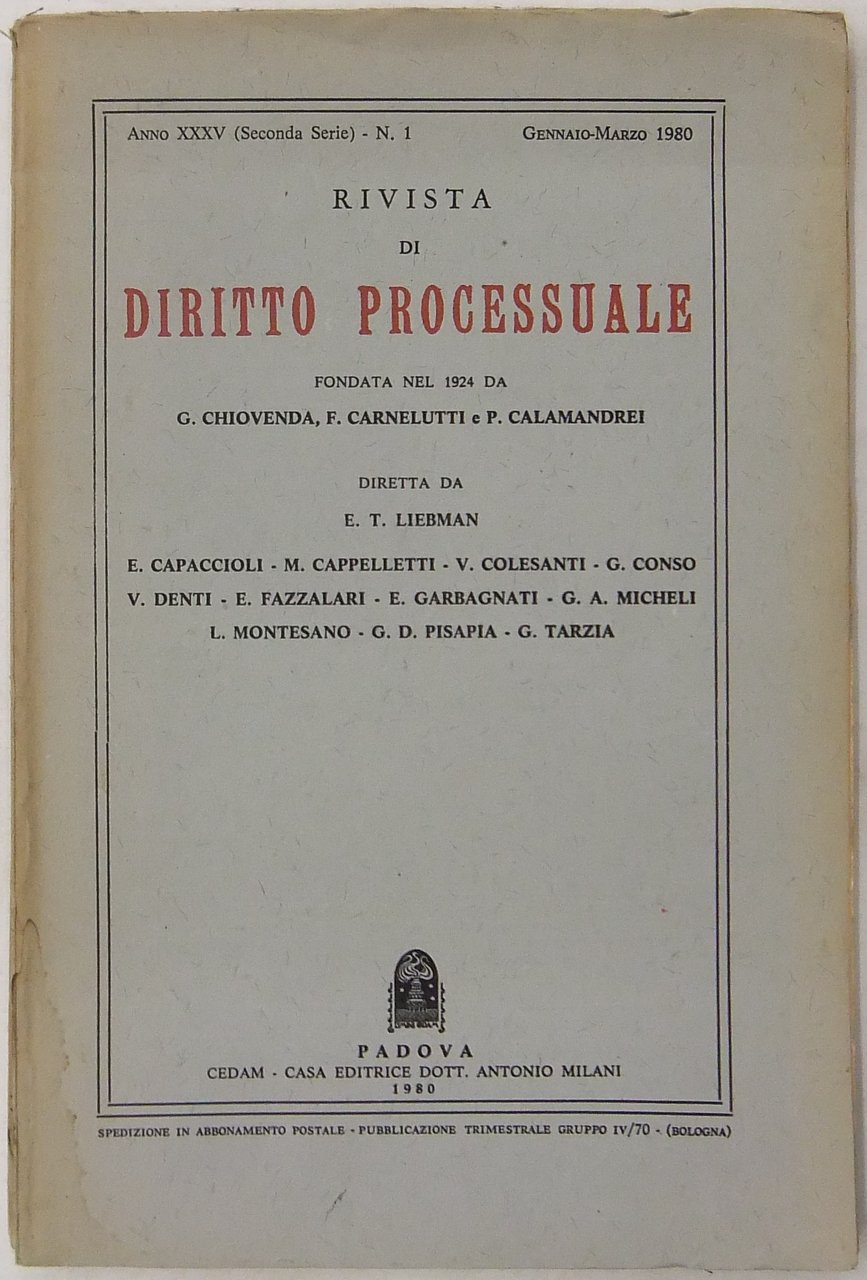 ANNO XXXV (Seconda Serie) - N. 1 GENNAIO-MARZO 1980
RIVISTA
DI
DIRITTO PROCESSUALE
FONDATA NEL 1924 DA
G. CHIOVENDA, F. CARNELUTTI e P. CALAMANDREI
DIRETTA DA
E. T. LIEBMAN
E. CAPACCIOLI - M. CAPPELLETTI - V. COLESANTI - G. CONSO
V. DENTI - E. FAZZALARI - E. GARBAGNATI - G. A. MICHELI
L. MONTESANO - G. D. PISAPIA - G. TARZIA
PADOVA
CEDAM - CASA EDITRICE DOTT. ANTONIO MILANI
1980
SPEDIZIONE IN ABBONAMENTO POSTALE - PUBBLICAZIONE TRIMESTRALE GRUPPO IV/70 - (BOLOGNA)